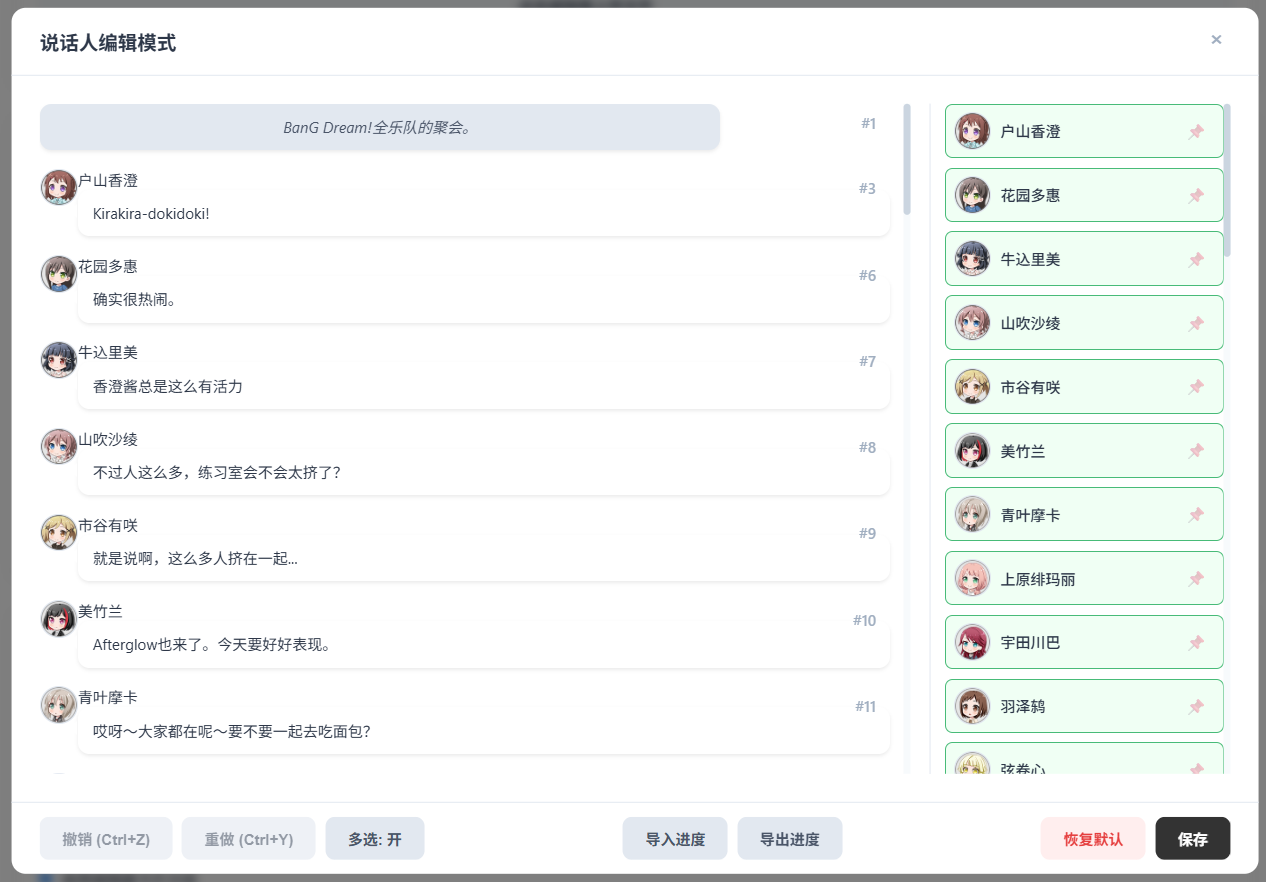 说话人编辑模式
×
BanG Dream!全乐队的聚会。
#1
户山香澄
#3
Kirakira-dokidoki!
花园多惠
#6
确实很热闹。
牛込里美
#7
香澄酱总是这么有活力
山吹沙绫
#8
不过人这么多，练习室会不会太挤了？
市谷有咲
#9
就是说啊，这么多人挤在一起...
美竹兰
#10
Afterglow也来了。今天要好好表现。
青叶摩卡
#11
哎呀～大家都在呢～要不要一起去吃面包？
户山香澄
花园多惠
牛込里美
山吹沙绫
市谷有咲
美竹兰
青叶摩卡
上原绯玛丽
宇田川巴
羽泽鸫
弦卷心
撤销 (Ctrl+Z)
重做 (Ctrl+Y)
多选: 开
导入进度
导出进度
恢复默认
保存